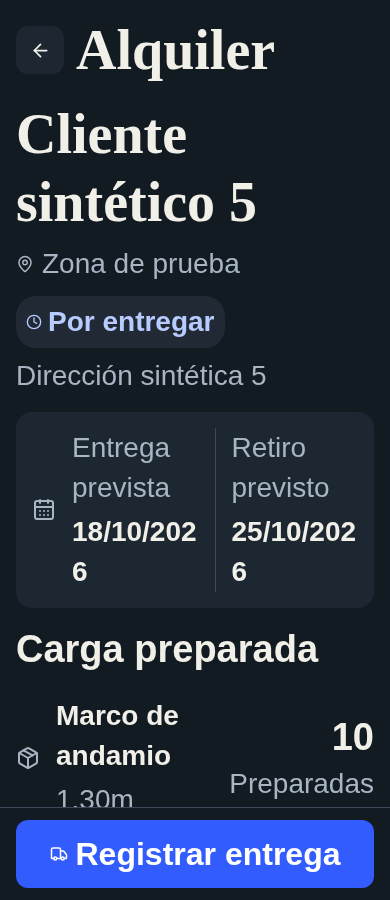 Alquiler
Cliente
sintético 5
Zona de prueba
Por entregar
Dirección sintética 5
Entrega
prevista
18/10/202
6
Retiro
previsto
25/10/202
6
Carga preparada
Marco de
andamio
1.30m
10
Preparadas
Registrar entrega